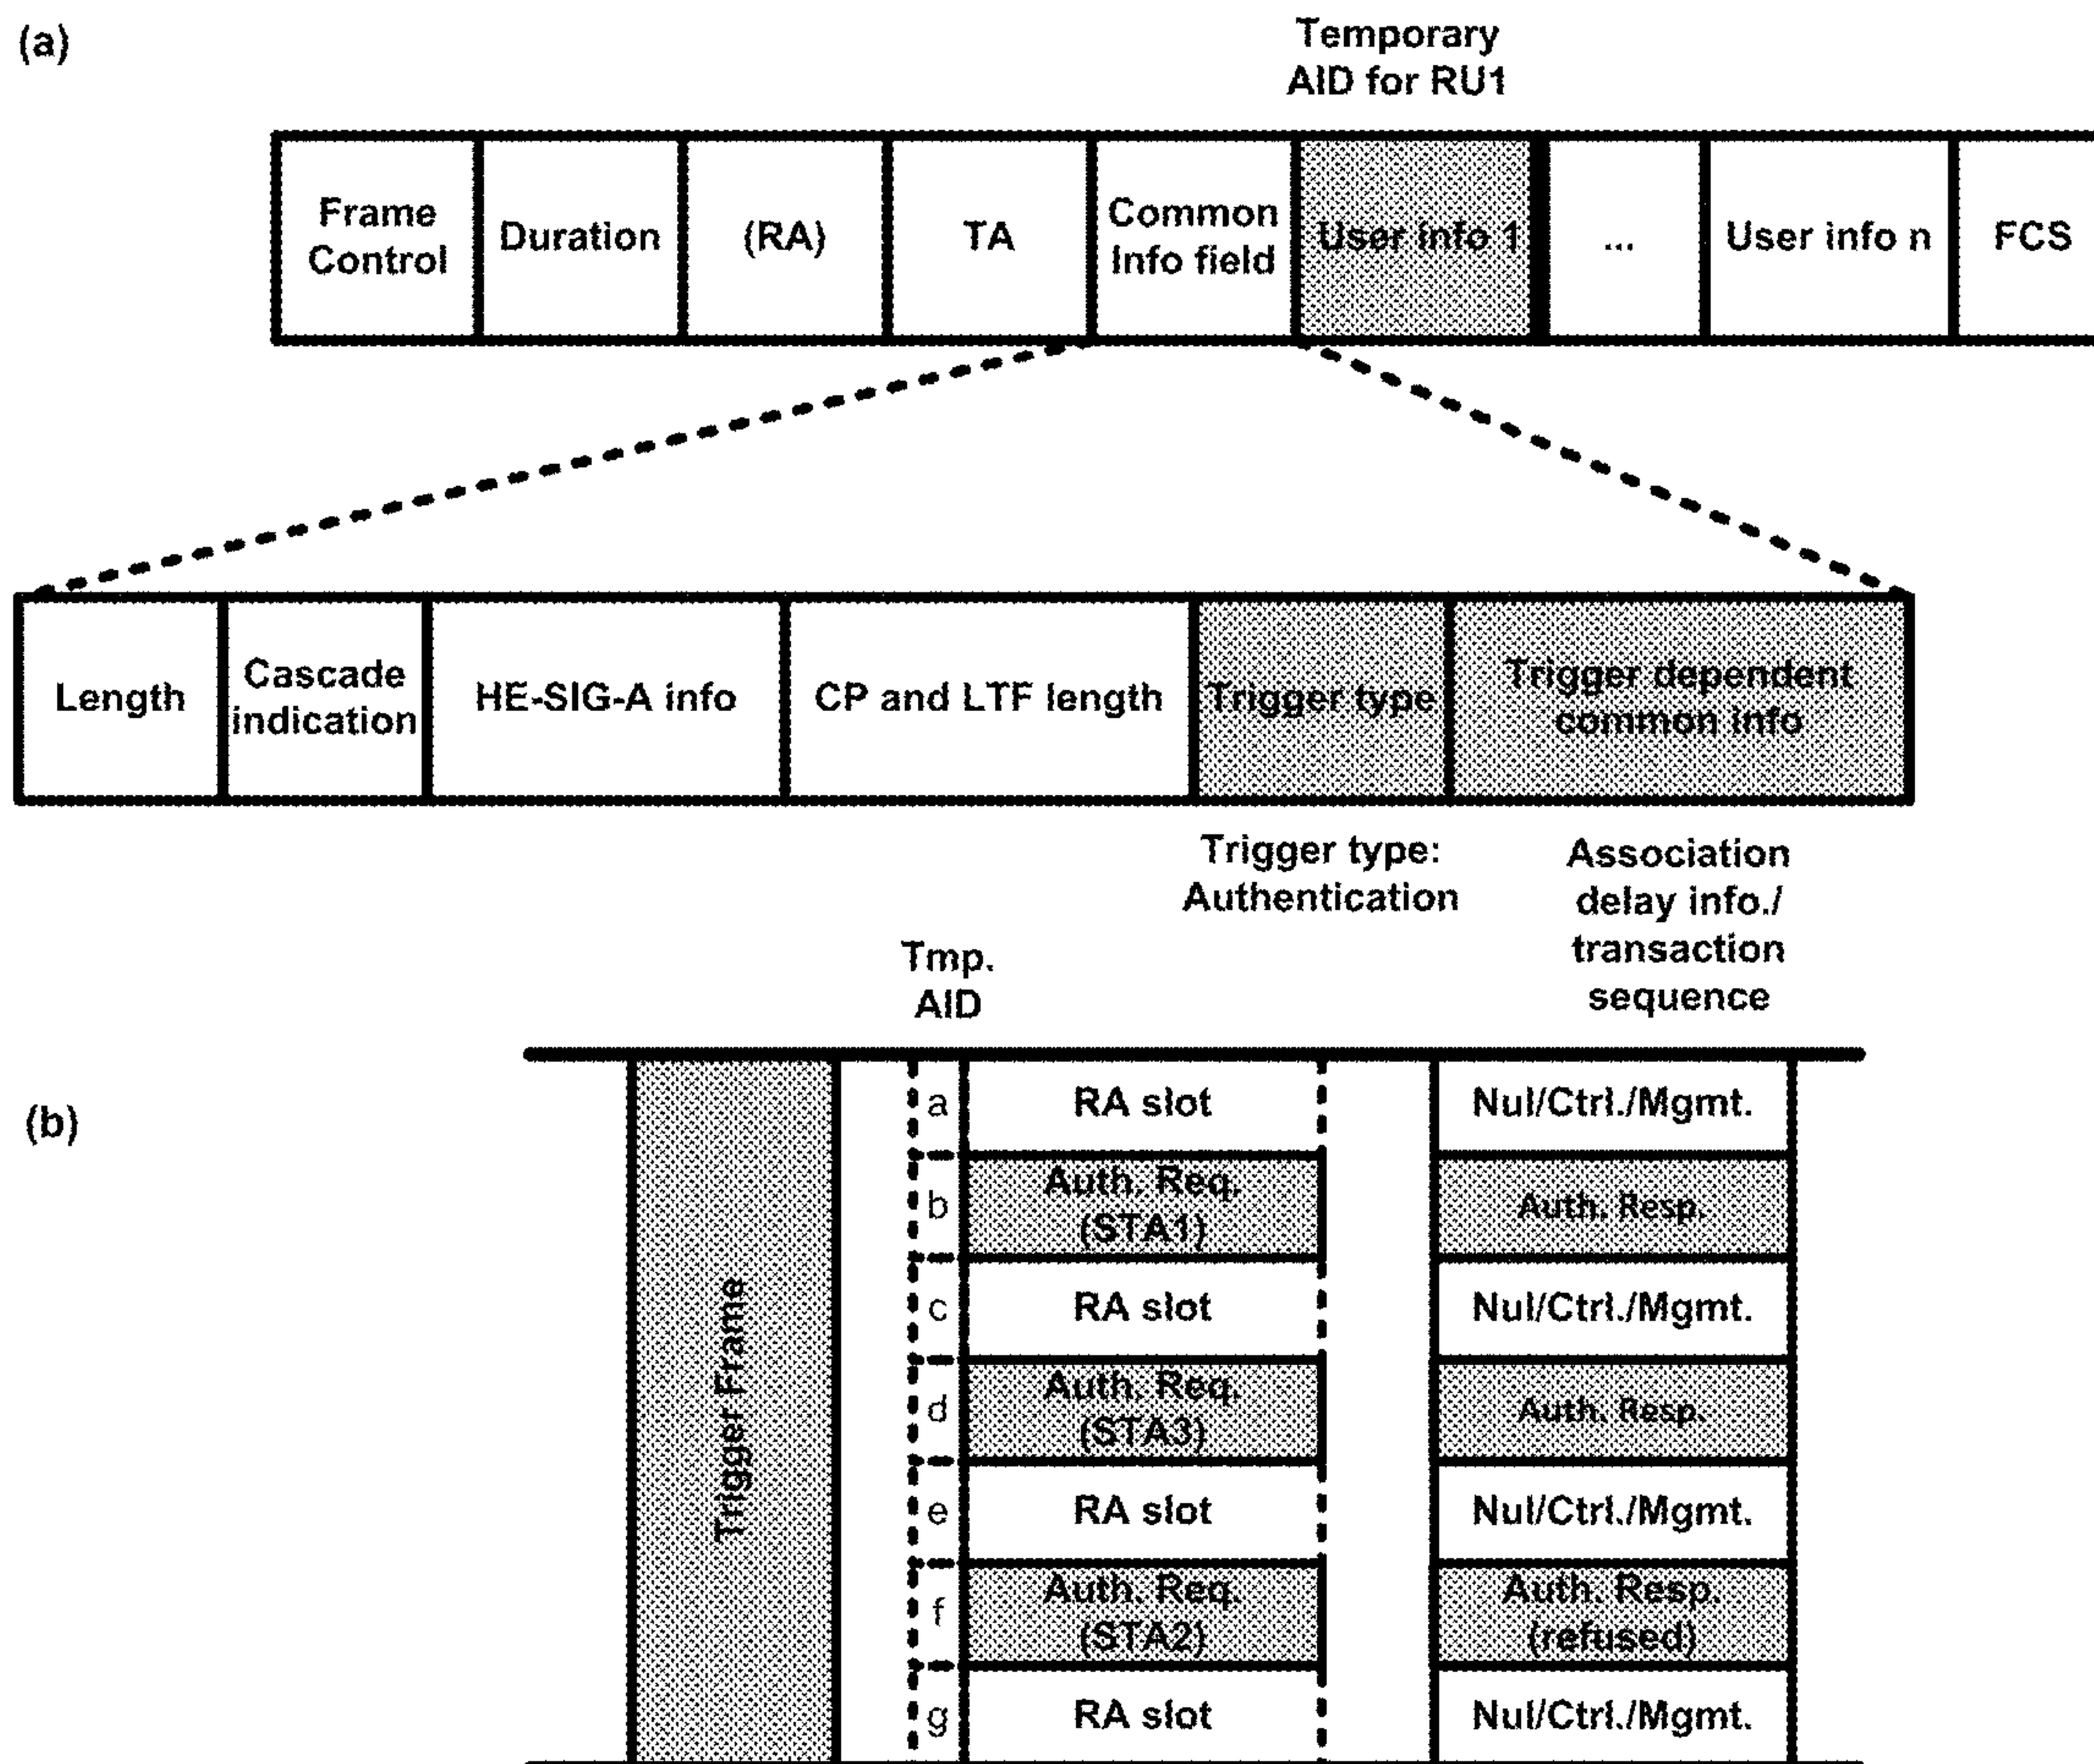 (a)
Temporary
AID for RU1
Frame
Control
Duration
(RA)
TA
Common
Info field
User info 1
...
User info n
FCS
Length
Cascade
indication
HE-SIG-A info
CP and LTF length
Trigger type
Trigger dependent
common info
Trigger type:
Authentication
Association
delay info./
transaction
sequence
Tmp.
AID
(b)
Trigger Frame
a
RA slot
Nul/Ctrl./Mgmt.
b
Auth. Req.
(STA1)
Auth. Resp.
c
RA slot
Nul/Ctrl./Mgmt.
d
Auth. Req.
(STA3)
Auth. Resp.
e
RA slot
Nul/Ctrl./Mgmt.
f
Auth. Req.
(STA2)
Auth. Resp.
(refused)
g
RA slot
Nul/Ctrl./Mgmt.